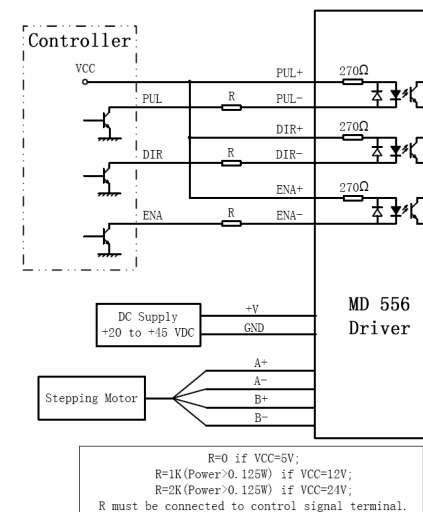 Controller
VCC
PUL+ 270Ω
PUL R PUL-
DIR+ 270Ω
DIR R DIR-
ENA+ 270Ω
ENA R ENA-
MD 556
Driver
DC Supply
+20 to +45 VDC
+V
GND
Stepping Motor
A+
A-
B+
B-
R=0 if VCC=5V;
R=1K(Power>0.125W) if VCC=12V;
R=2K(Power>0.125W) if VCC=24V;
R must be connected to control signal terminal.